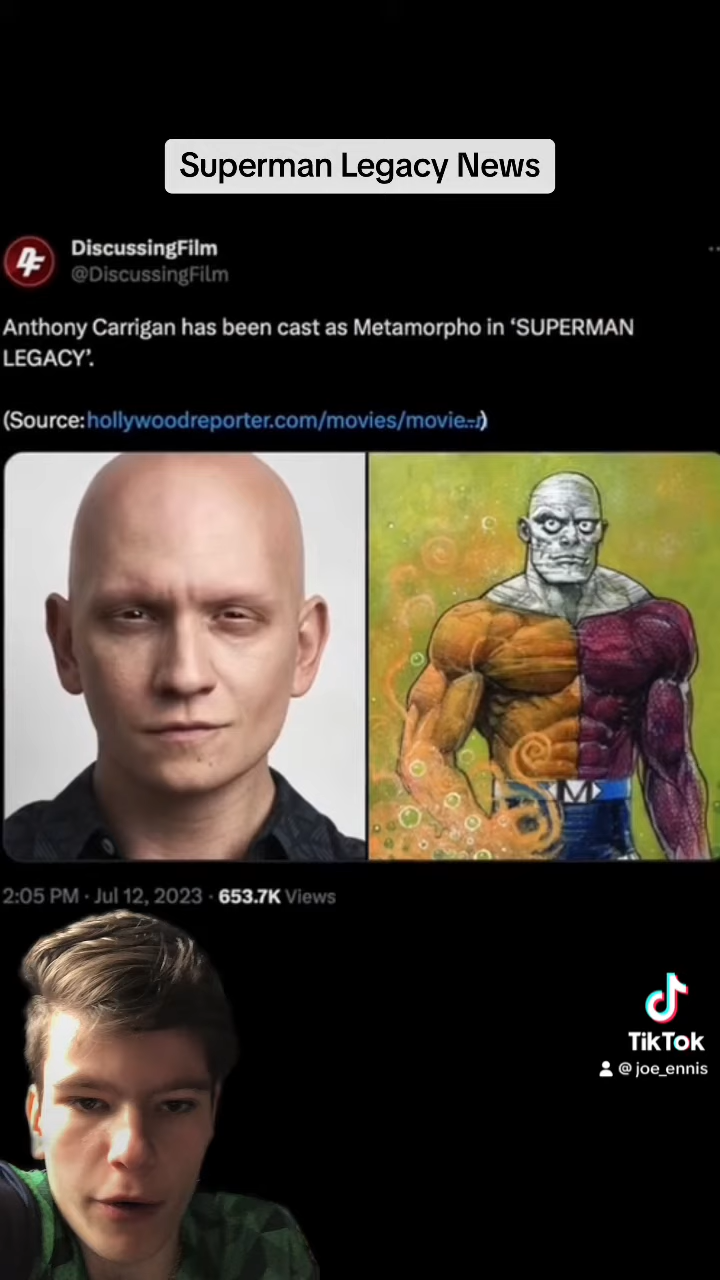 Superman Legacy News
DiscussingFilm
@DiscussingFilm
Anthony Carrigan has been cast as Metamorpho in ‘SUPERMAN
LEGACY’.
(Source: hollywoodreporter.com/movies/movie-…)
M
2:05 PM · Jul 12, 2023 · 653.7K Views
TikTok
@joe_ennis